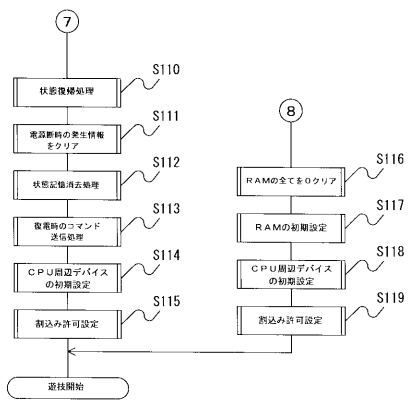 7
S110
状態復帰処理
S111
電源断時の発生情報
をクリア
S112
状態記憶消去処理
S113
復電時のコマンド
送信処理
S114
CPU周辺デバイス
の初期設定
S115
割込み許可設定
遊技開始
8
S116
RAMの全てを0クリア
S117
RAMの初期設定
S118
CPU周辺デバイス
の初期設定
S119
割込み許可設定